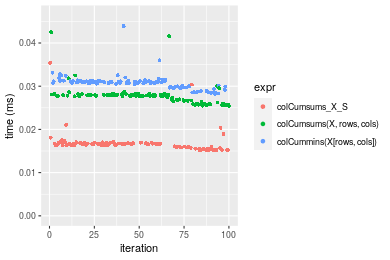 0.04
0.03
0.02
0.01
0.00
time (ms)
0
25
50
75
100
iteration
expr
colCumsums_X_S
colCumsums(X, rows, cols)
colCummins(X[rows, cols])